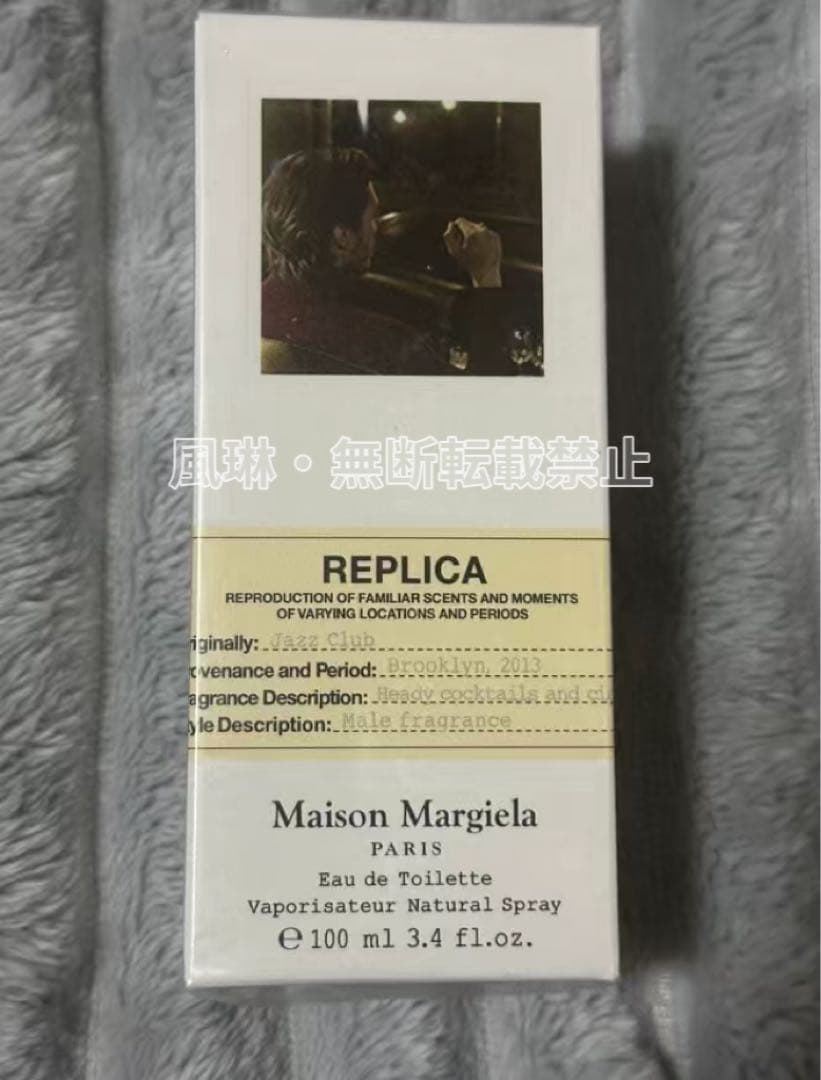 風琳・無断転載禁止
REPLICA
REPRODUCTION OF FAMILIAR SCENTS AND MOMENTS
OF VARYING LOCATIONS AND PERIODS
riginally: Jazz Club
ovenance and Period: Brooklyn, 2013
agrance Description: Heady cocktails and ci
yle Description: Male fragrance
Maison Margiela
PARIS
Eau de Toilette
Vaporisateur Natural Spray
℮ 100 ml 3.4 fl.oz.